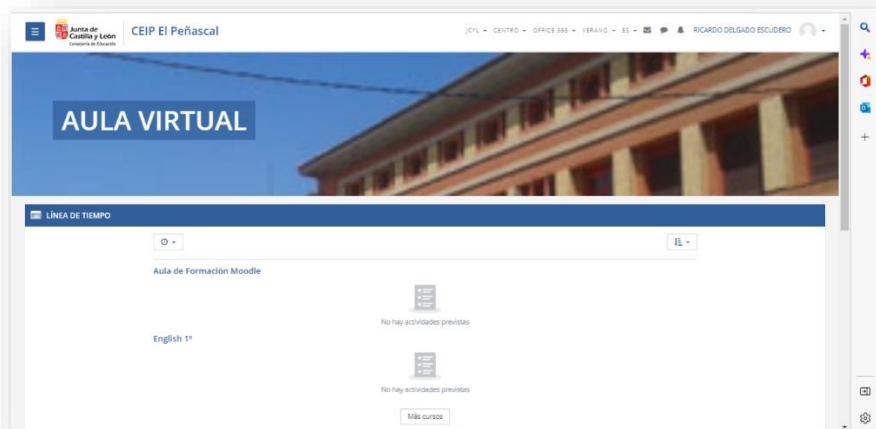 Junta de
Castilla y León
Consejería de Educación
CEIP El Peñascal
JCYL CENTRO OFFICE 365 VERANO ES RICARDO DELGADO ESCUDERO
AULA VIRTUAL
LÍNEA DE TIEMPO
Aula de Formación Moodle
No hay actividades previstas
English 1º
No hay actividades previstas
Más cursos